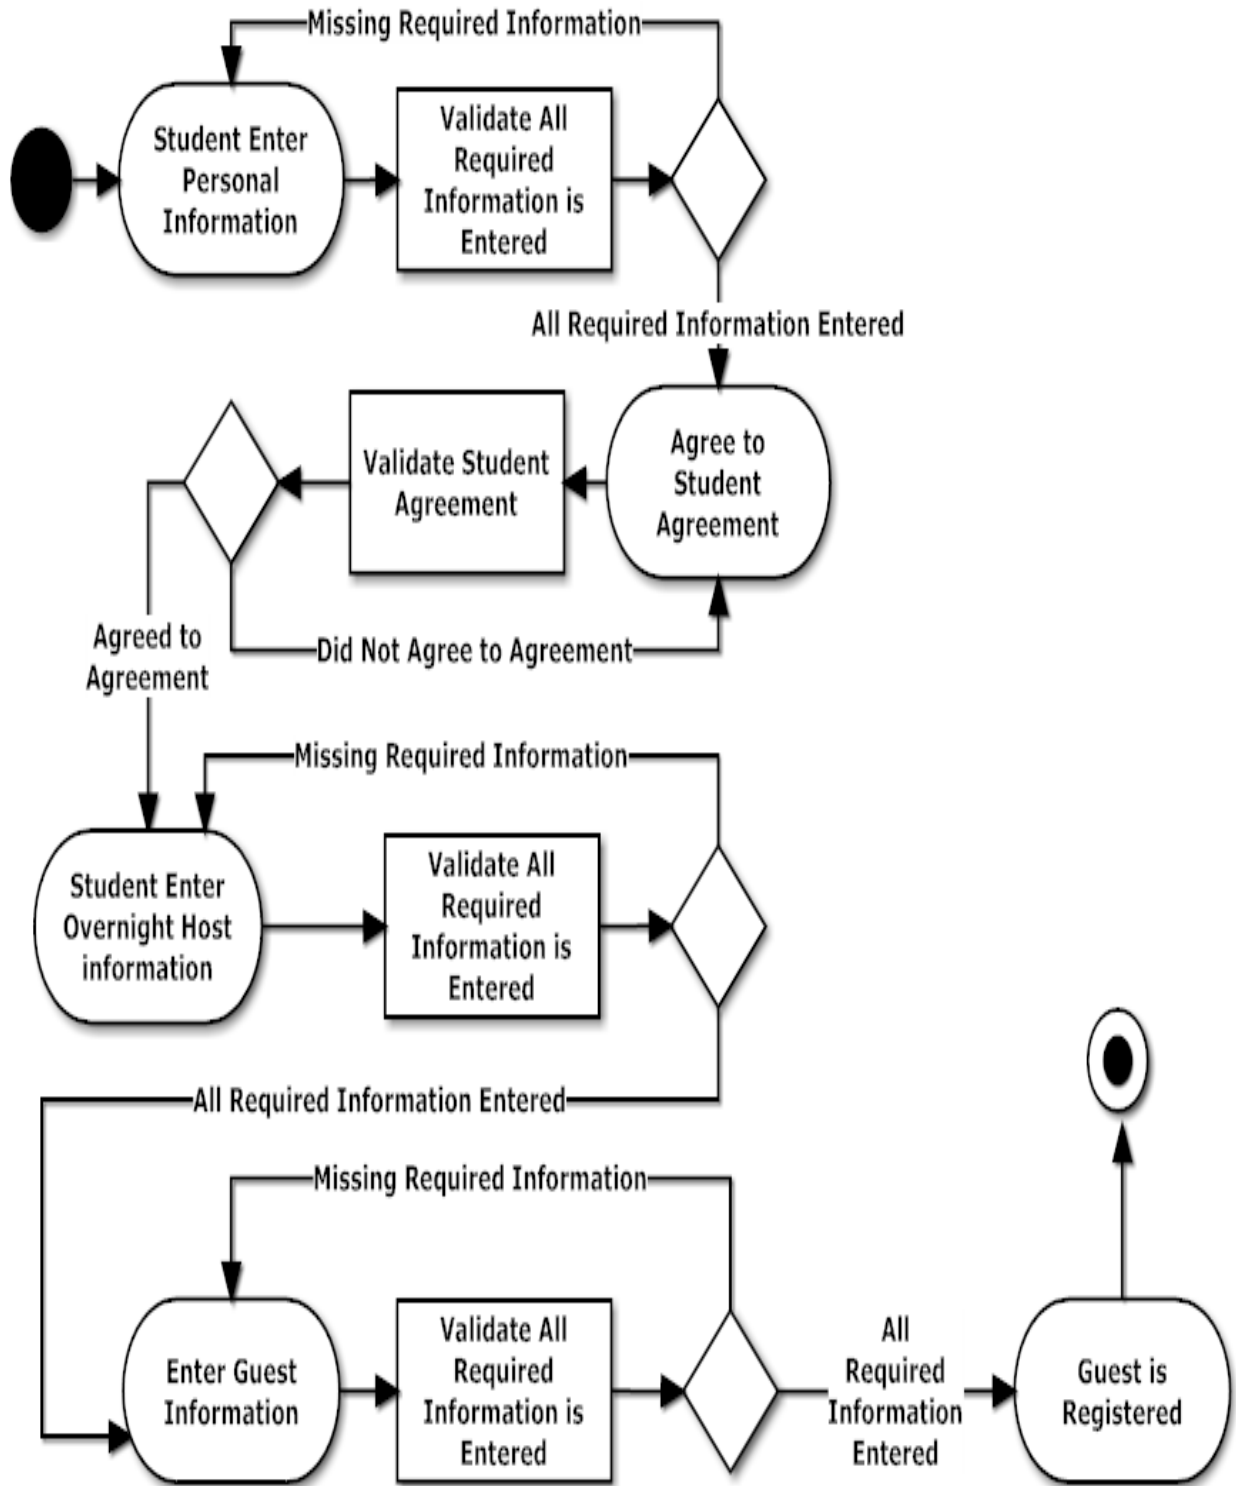 Missing Required Information
Student Enter
Personal
Information
Validate All
Required
Information is
Entered
All Required Information Entered
Agree to
Student
Agreement
Validate Student
Agreement
Agreed to
Agreement
Did Not Agree to Agreement
Missing Required Information
Student Enter
Overnight Host
information
Validate All
Required
Information is
Entered
All Required Information Entered
Missing Required Information
Enter Guest
Information
Validate All
Required
Information is
Entered
All
Required
Information
Entered
Guest is
Registered